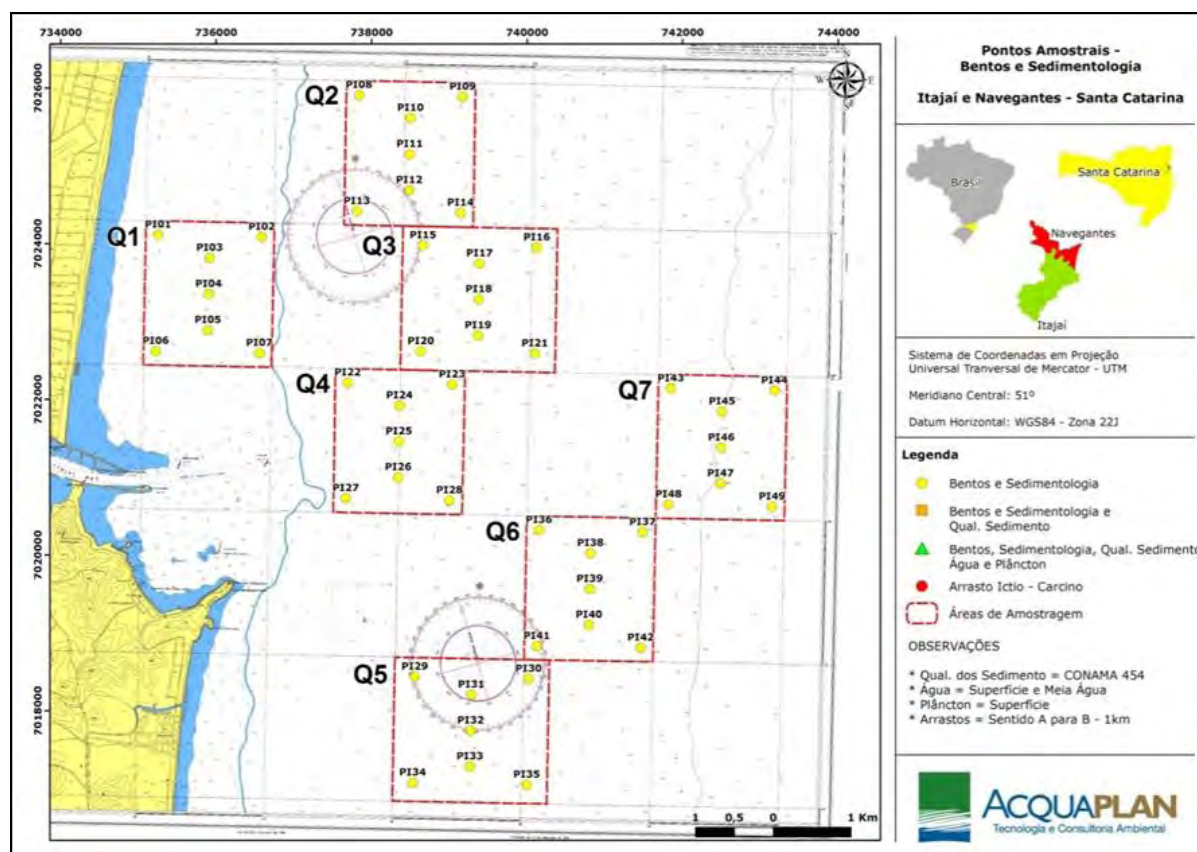 734000 736000 738000 740000 742000 744000
7026000
7024000
7022000
7020000
7018000
Q2
PI08
PI09
PI10
PI11
PI12
PI13
PI14
Q1
PI01
PI02
PI03
PI04
PI05
PI06
PI07
Q3
PI15
PI16
PI17
PI18
PI19
PI20
PI21
Q4
PI22
PI23
PI24
PI25
PI26
PI27
PI28
Q7
PI43
PI44
PI45
PI46
PI47
PI48
PI49
Q6
PI36
PI37
PI38
PI39
PI40
PI41
PI42
Q5
PI29
PI30
PI31
PI32
PI33
PI34
PI35
1 0,5 0 1 Km
Pontos Amostrais -
Bentos e Sedimentologia
Itajaí e Navegantes - Santa Catarina
Brasil
Santa Catarina
Navegantes
Itajaí
Sistema de Coordenadas em Projeção
Universal Tranversal de Mercator - UTM
Meridiano Central: 51º
Datum Horizontal: WGS84 - Zona 22J
Legenda
Bentos e Sedimentologia
Bentos e Sedimentologia e
Qual. Sedimento
Bentos, Sedimentologia, Qual. Sedimento
Água e Plâncton
Arrasto Ictio - Carcino
Áreas de Amostragem
OBSERVAÇÕES
* Qual. dos Sedimento = CONAMA 454
* Água = Superfície e Meia Água
* Plâncton = Superfície
* Arrastos = Sentido A para B - 1km
ACQUAPLAN
Tecnologia e Consultoria Ambiental